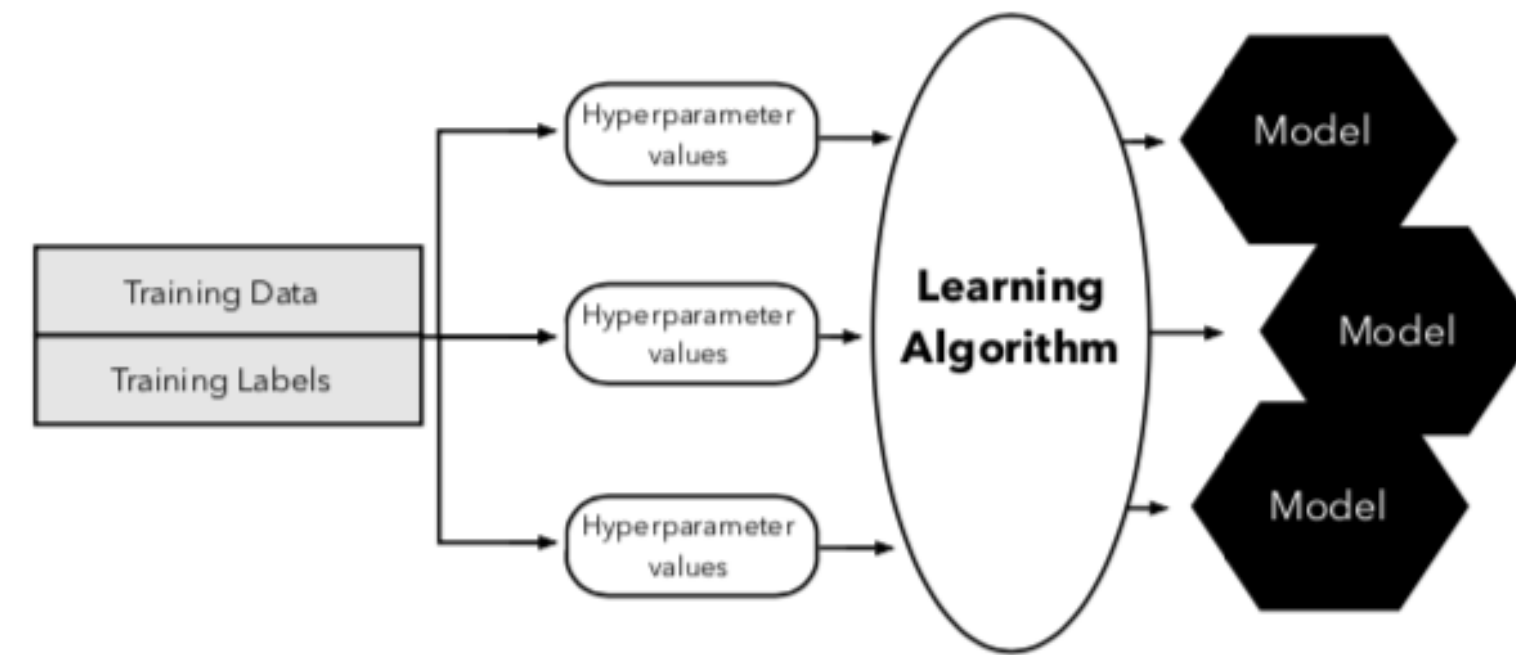 Training Data
Training Labels
Hyperparameter
values
Hyperparameter
values
Hyperparameter
values
Learning
Algorithm
Model
Model
Model